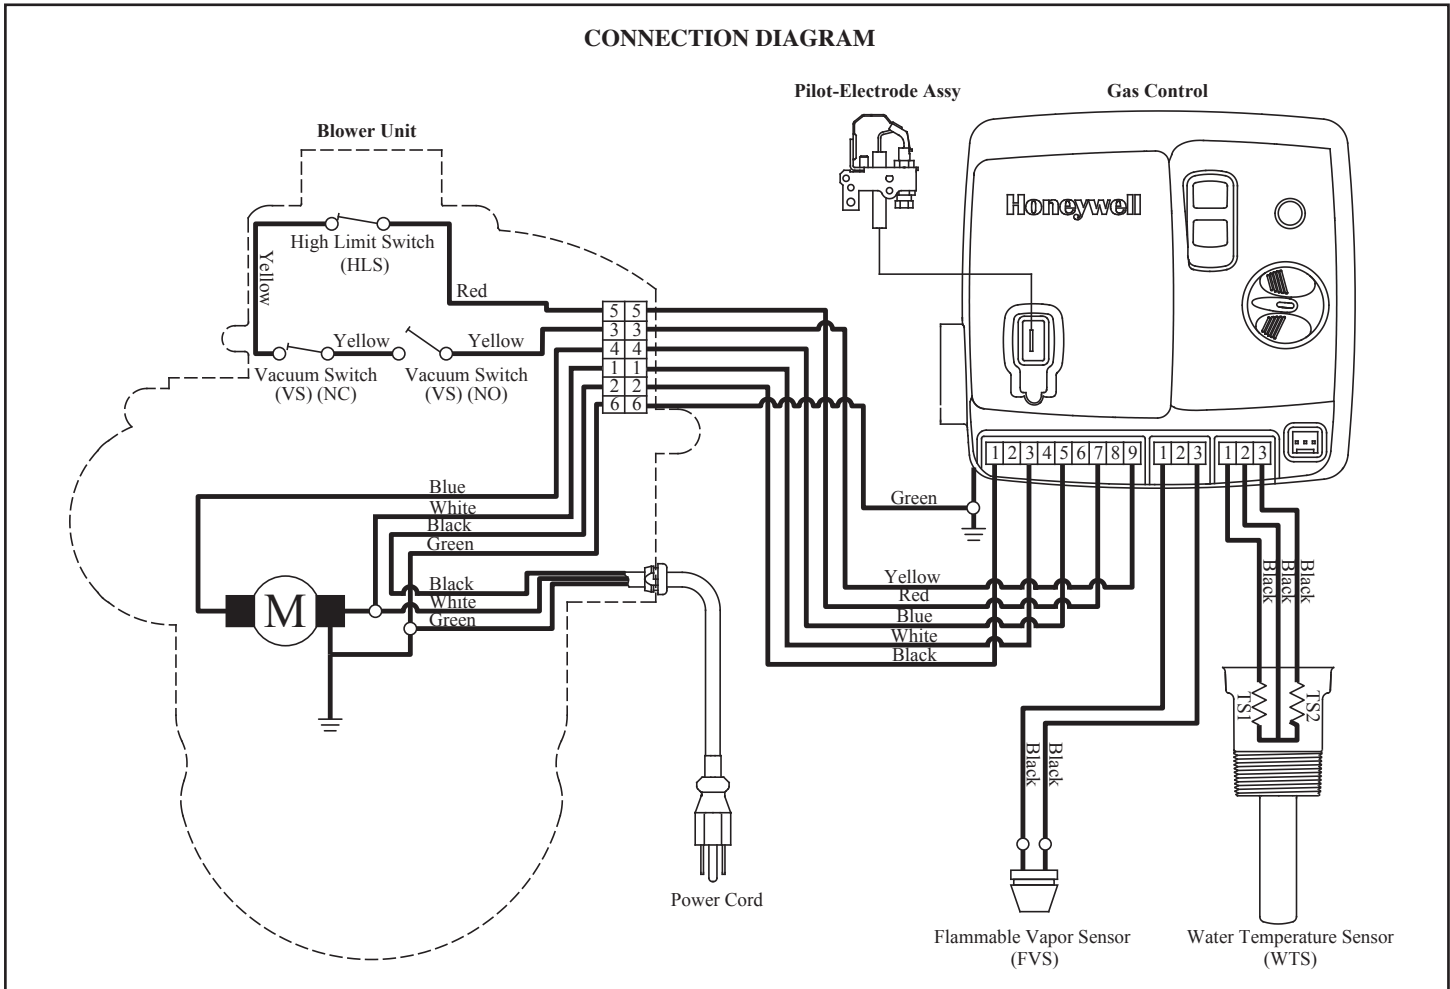 CONNECTION DIAGRAM
Pilot-Electrode Assy
Gas Control
Blower Unit
Honeywell
High Limit Switch
(HLS)
Yellow
Red
Yellow
Yellow
Vacuum Switch
(VS) (NC)
Vacuum Switch
(VS) (NO)
5 5
3 3
4 4
1 1
2 2
6 6
1 2 3 4 5 6 7 8 9
1 2 3
1 2 3
Blue
White
Black
Green
Green
Black
White
Green
M
Yellow
Red
Blue
White
Black
Black
Black
Black
TS1
TS2
Black
Black
Power Cord
Flammable Vapor Sensor
(FVS)
Water Temperature Sensor
(WTS)